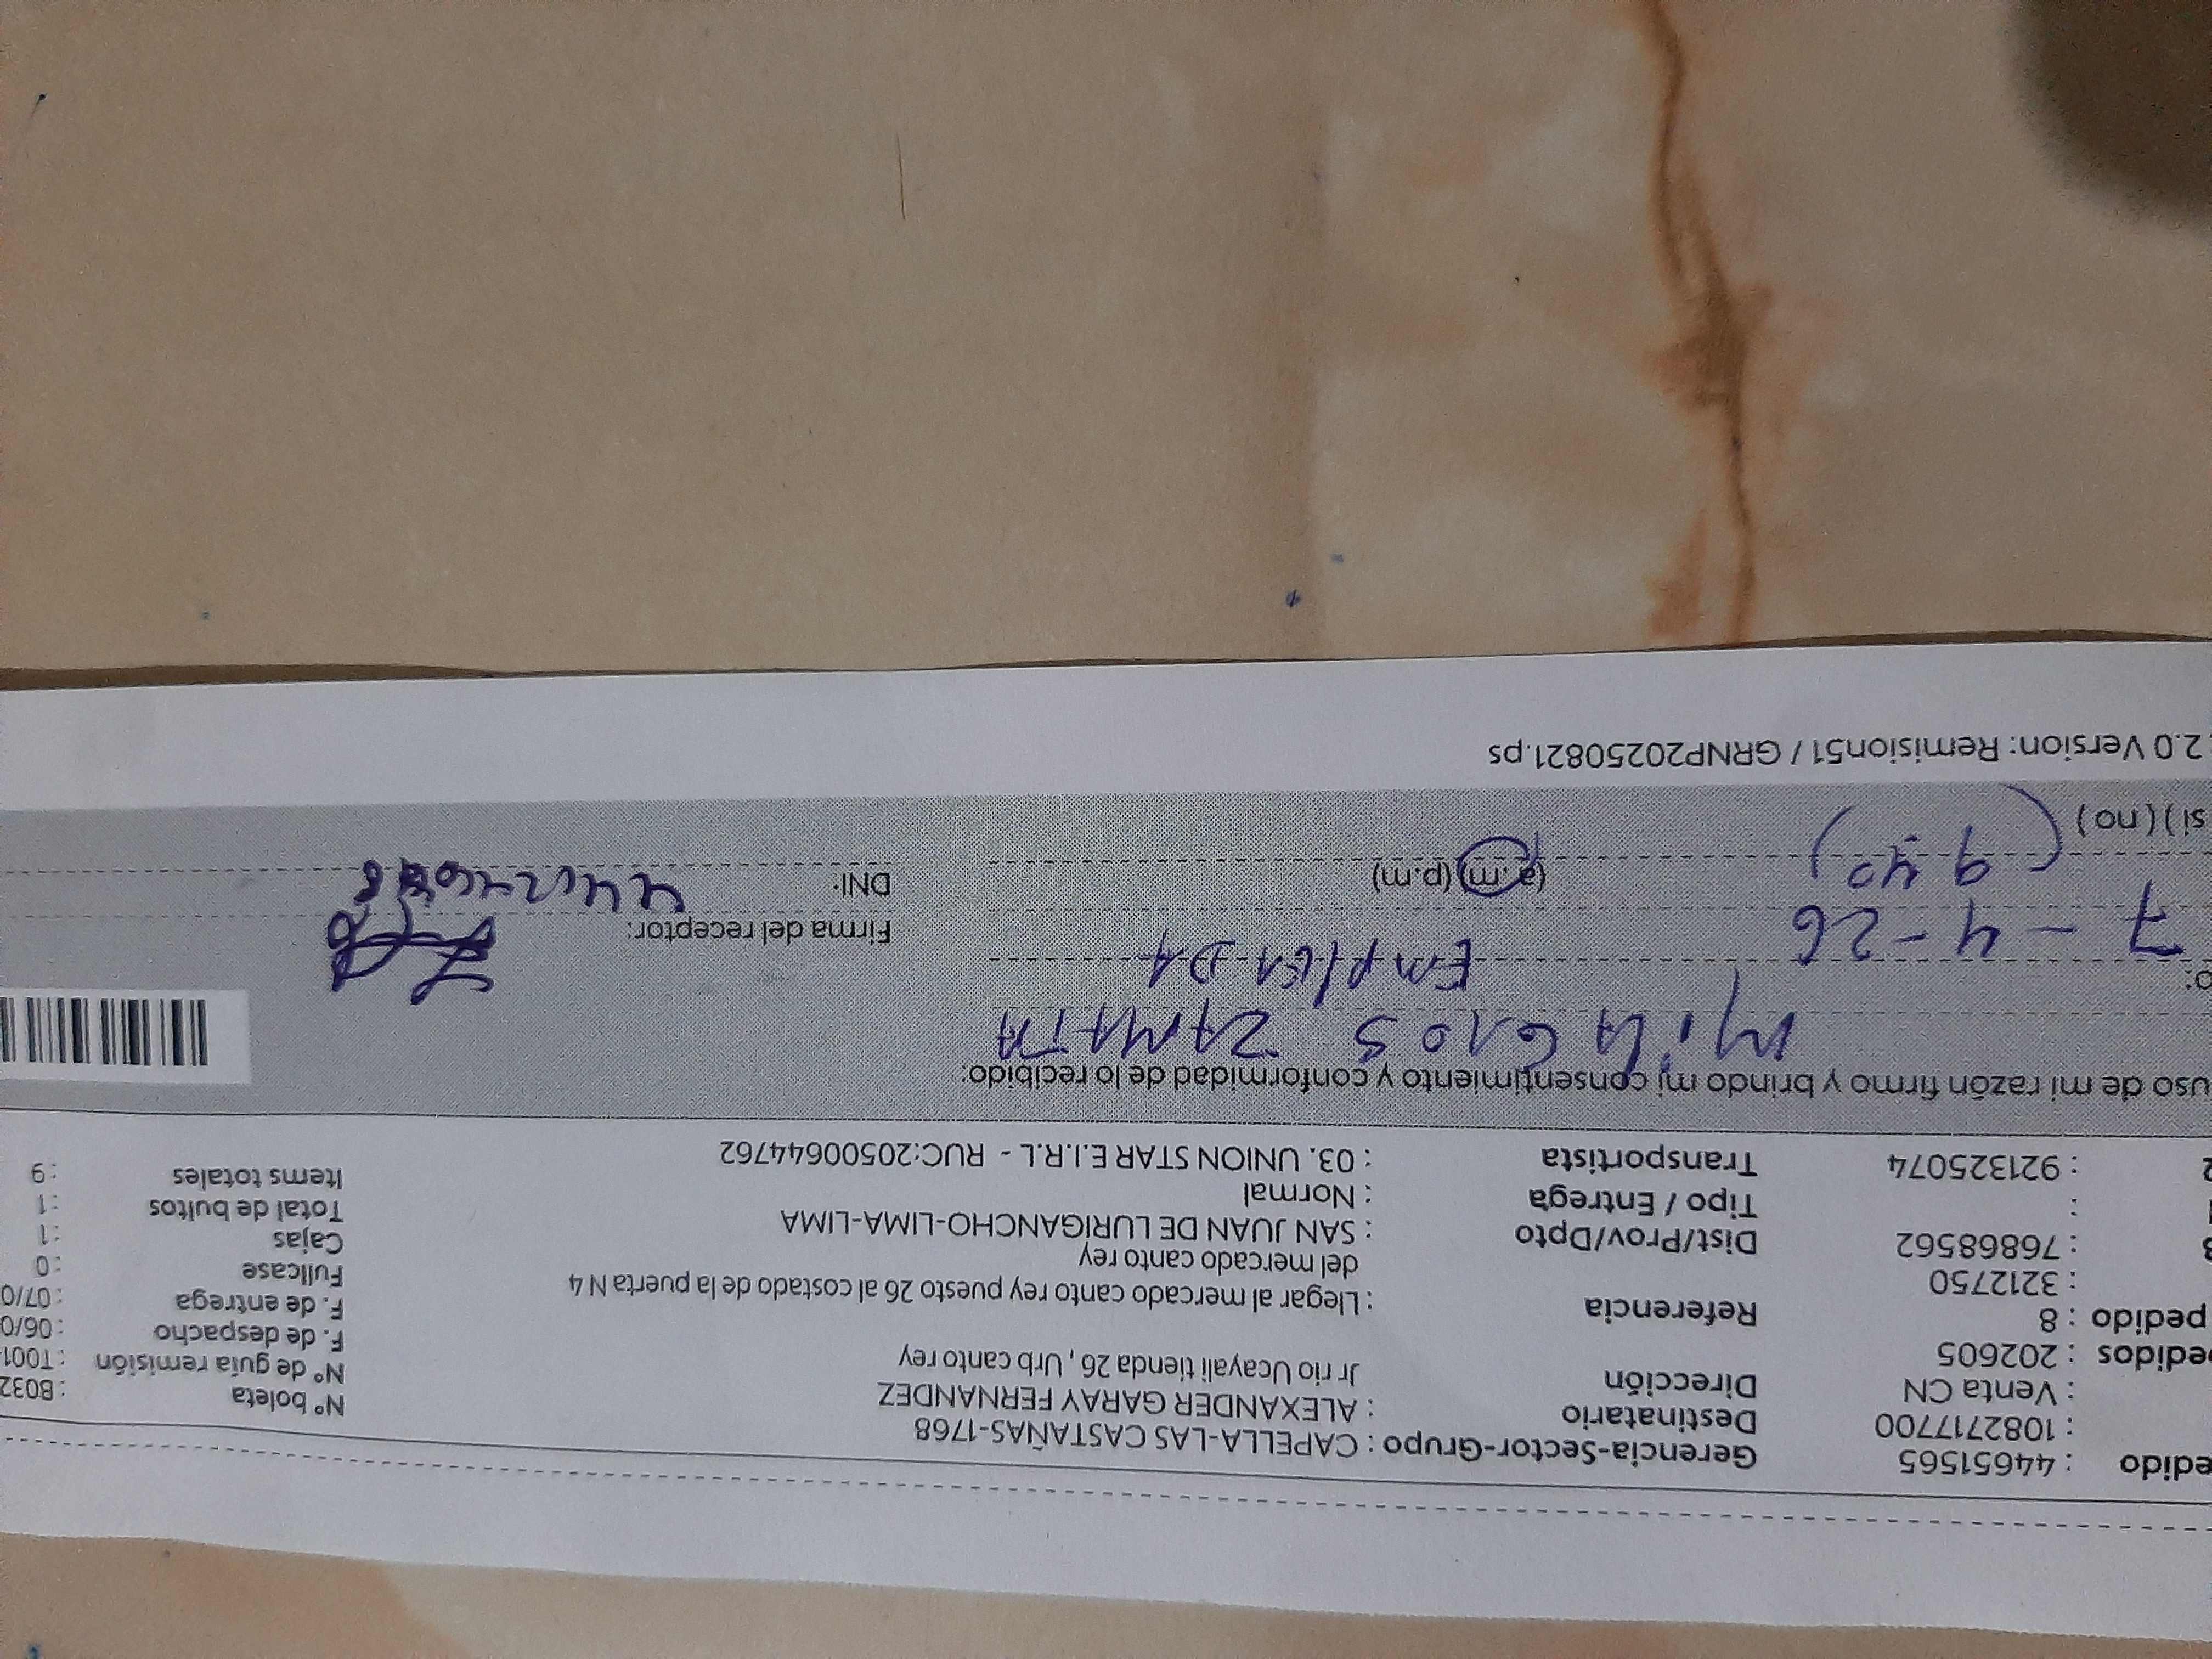 edido : 44651565 Gerencia-Sector-Grupo : CAPELLA-LAS CASTAÑAS-1768 Nº boleta : B032
: 1082717700 Destinatario : ALEXANDER GARAY FERNANDEZ Nº de guía remisión : T001
: Venta CN Dirección Jr rio Ucayali tienda 26 , Urb canto rey F. de despacho : 06/0
edidos : 202605 F. de entrega : 07/0
pedido : 8 Referencia : Llegar al mercado canto rey puesto 26 al costado de la puerta N 4 Fullcase : 0
: 3212750 del mercado canto rey Cajas : 1
: 76868562 Dist/Prov/Dpto : SAN JUAN DE LURIGANCHO-LIMA-LIMA Total de bultos : 1
: Tipo / Entrega : Normal Items totales : 9
2 : 921325074 Transportista : 03. UNION STAR E.I.R.L - RUC:20500644762
uso de mi razón firmo y brindo mi consentimiento y conformidad de lo recibido:
MilAGIOS ZAMATA
o: EmplEADA
7 - 4 - 26 Firma del receptor:
(9 40) (a.m) (p.m) DNI:
si ) ( no )
2.0 Version: Remision51 / GRNP20250821.ps